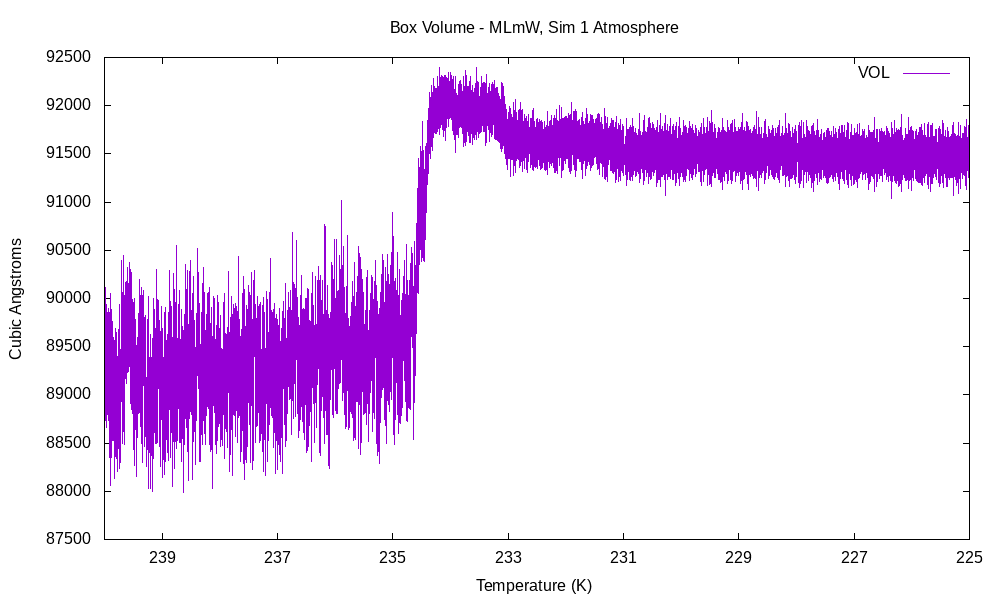 Box Volume - MLmW, Sim 1 Atmosphere
VOL
92500
92000
91500
91000
90500
90000
89500
89000
88500
88000
87500
Cubic Angstroms
239 237 235 233 231 229 227 225
Temperature (K)